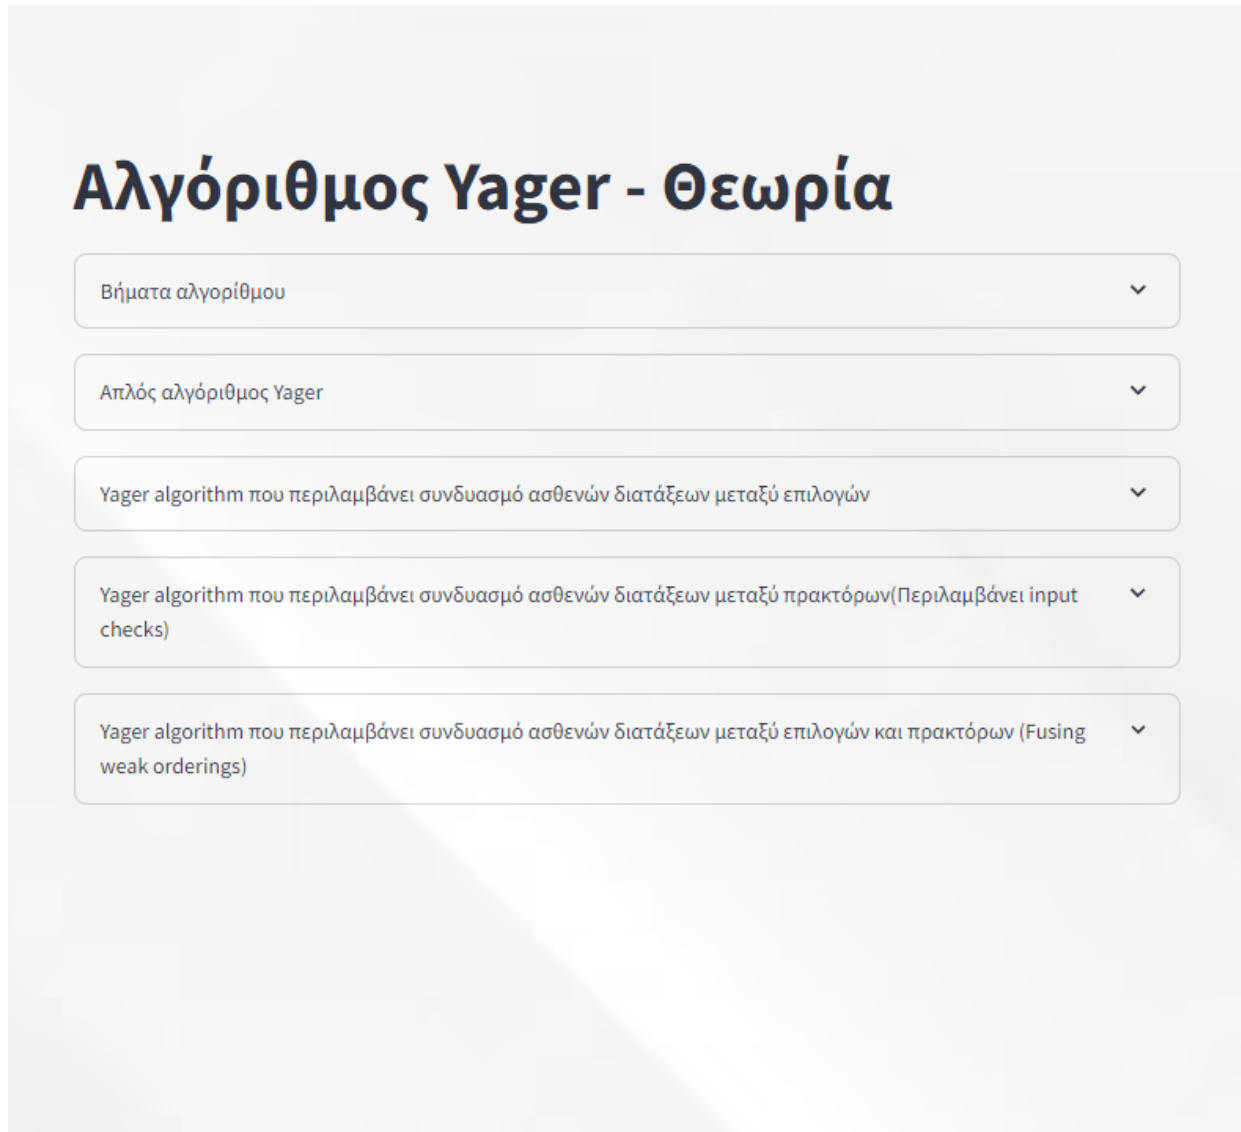 Αλγόριθμος Yager - Θεωρία
Βήματα αλγορίθμου
Απλός αλγόριθμος Yager
Yager algorithm που περιλαμβάνει συνδυασμό ασθενών διατάξεων μεταξύ επιλογών
Yager algorithm που περιλαμβάνει συνδυασμό ασθενών διατάξεων μεταξύ πρακτόρων(Περιλαμβάνει input
checks)
Yager algorithm που περιλαμβάνει συνδυασμό ασθενών διατάξεων μεταξύ επιλογών και πρακτόρων (Fusing
weak orderings)